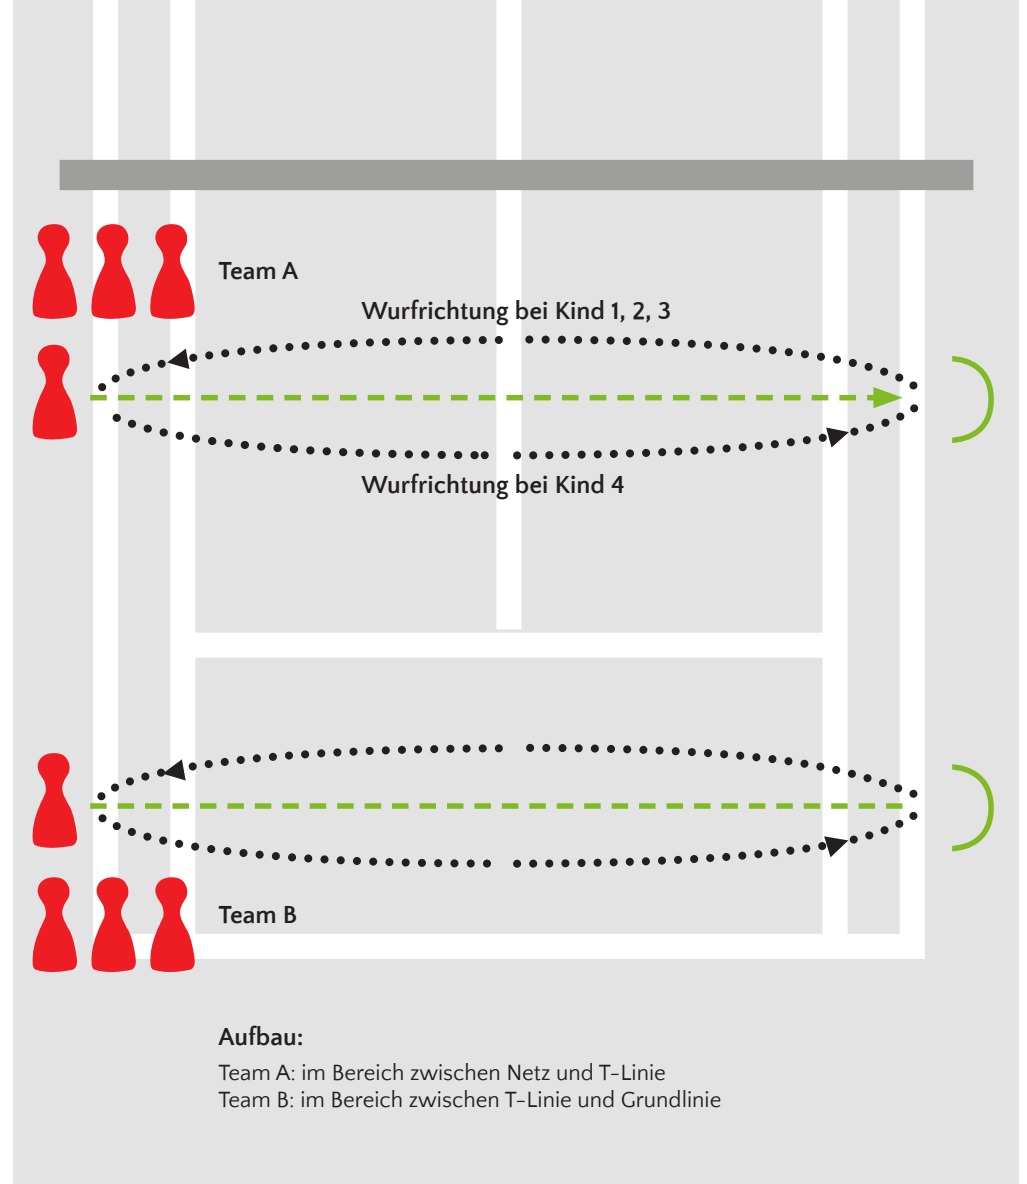 Team A
Wurfrichtung bei Kind 1, 2, 3
Wurfrichtung bei Kind 4
Team B
Aufbau:
Team A: im Bereich zwischen Netz und T-Linie
Team B: im Bereich zwischen T-Linie und Grundlinie